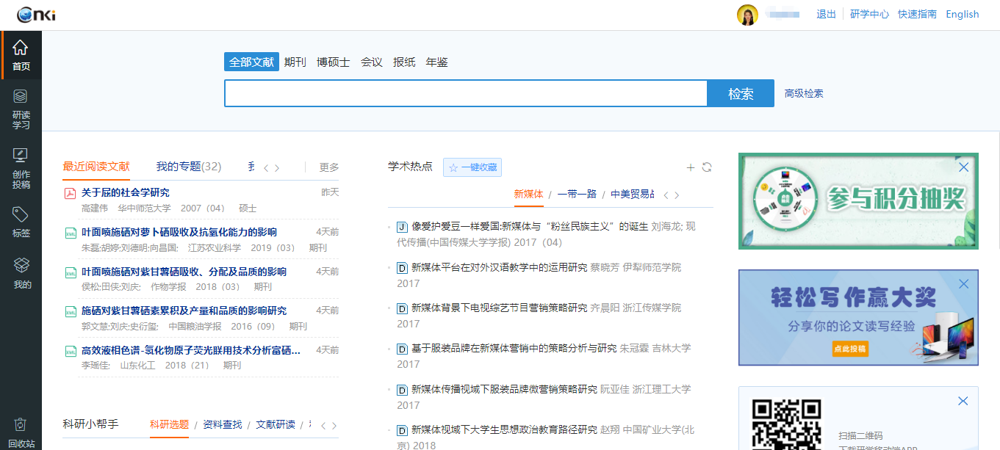 cnki
退出 研学中心 快速指南 English
首页
研读
学习
创作
投稿
标签
我的
回收站
全部文献 期刊 博硕士 会议 报纸 年鉴
检索 高级检索
最近阅读文献 我的专题(32) 更多
关于屈的社会学研究 昨天
高建伟 华中师范大学 2007（04） 硕士
叶面喷施硒对萝卜硒吸收及抗氧化能力的影响 4天前
朱磊;胡婷;刘德明;向昌国; 江苏农业科学 2019（03） 期刊
叶面喷施硒对紫甘薯硒吸收、分配及品质的影响 4天前
侯松;田侠;刘庆; 作物学报 2018（03） 期刊
施硒对紫甘薯硒素累积及产量和品质的影响研究 4天前
郭文慧;刘庆;史衍玺; 中国粮油学报 2016（09） 期刊
高效液相色谱-氢化物原子荧光联用技术分析富硒... 4天前
李瑶佳; 山东化工 2018（21） 期刊
科研小帮手 科研选题 / 资料查找 / 文献研读 /
学术热点 ☆ 一键收藏
新媒体 / 一带一路 / 中美贸易战
J 像爱护爱豆一样爱国:新媒体与“粉丝民族主义”的诞生 刘海龙; 现
代传播(中国传媒大学学报) 2017（04）
D 新媒体平台在对外汉语教学中的运用研究 蔡晓芳 伊犁师范学院
2017
D 新媒体背景下电视综艺节目营销策略研究 齐晨阳 浙江传媒学院
2017
D 基于服装品牌在新媒体营销中的策略分析与研究 朱冠霖 吉林大学
2017
D 新媒体传播视域下服装品牌微营销策略研究 阮亚佳 浙江理工大学
2017
D 新媒体视域下大学生思想政治教育路径研究 赵翔 中国矿业大学(北
京) 2018
参与积分抽奖
轻松写作赢大奖
分享你的论文读写经验
点此投稿
扫描二维码
下载研学移动端APP